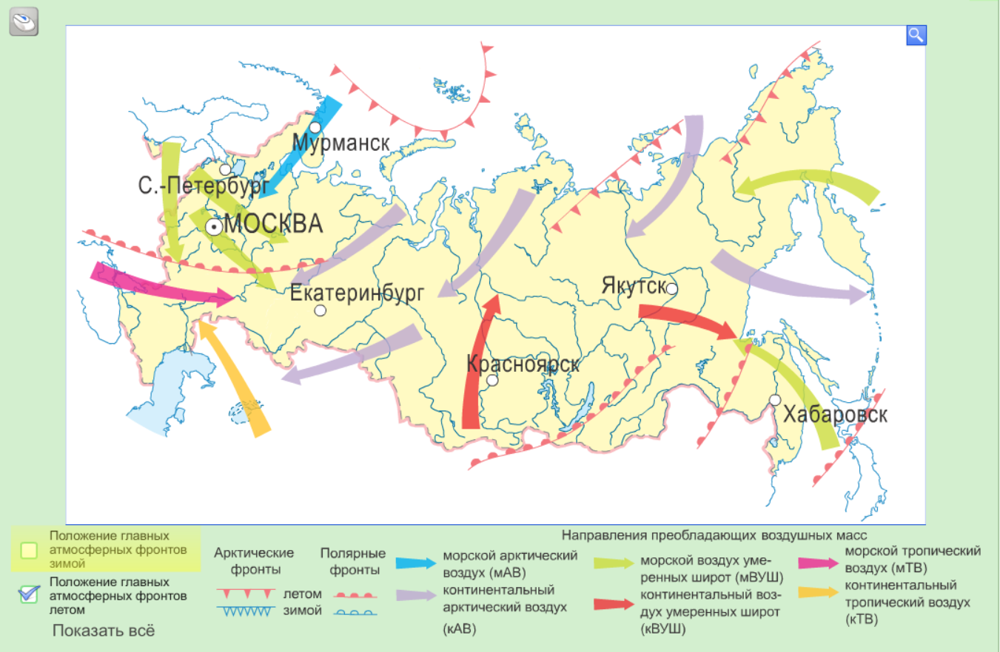 Мурманск
С.-Петербург
МОСКВА
Екатеринбург
Якутск
Красноярск
Хабаровск
Положение главных
атмосферных фронтов
зимой
Положение главных
атмосферных фронтов
летом
Показать всё
Арктические
фронты
Полярные
фронты
летом
зимой
Направления преобладающих воздушных масс
морской арктический
воздух (мАВ)
континентальный
арктический воздух
(кАВ)
морской воздух уме-
ренных широт (мВУШ)
континентальный воз-
дух умеренных широт
(кВУШ)
морской тропический
воздух (мТВ)
континентальный
тропический воздух
(кТВ)